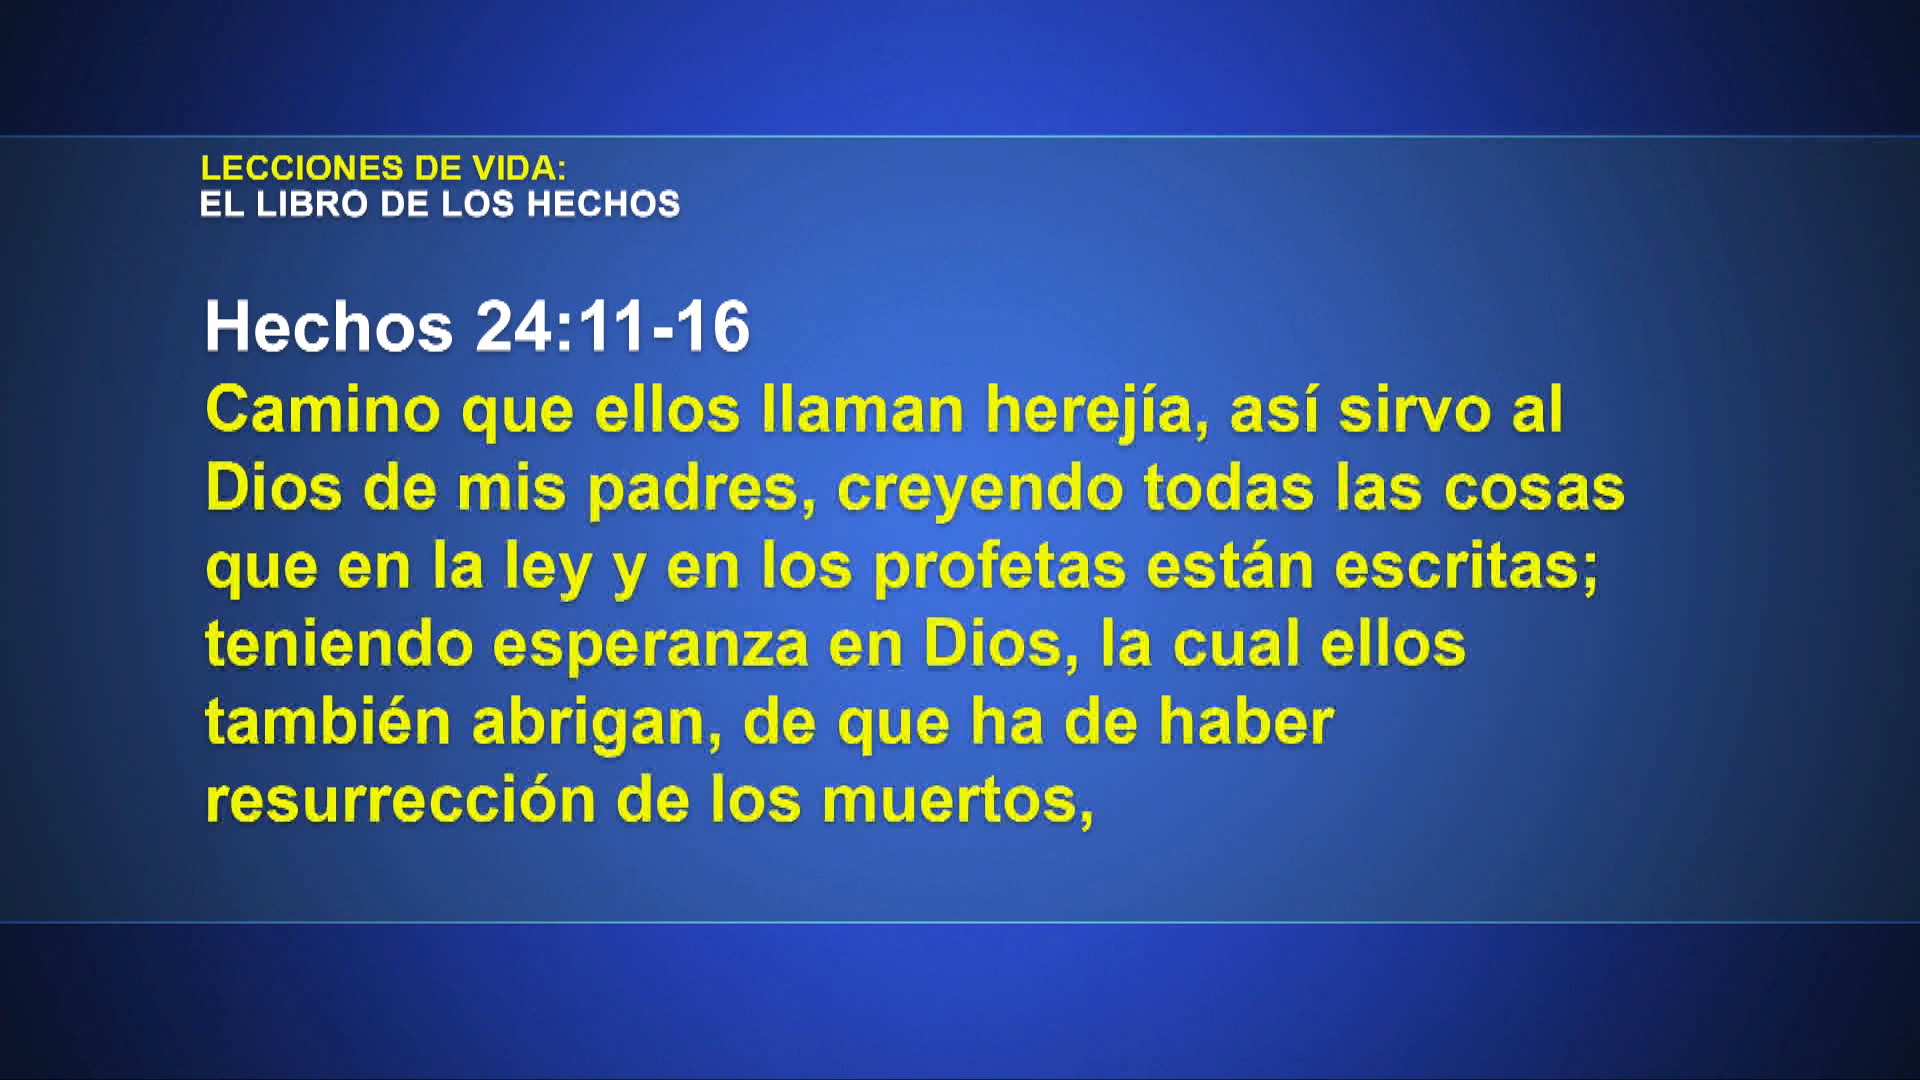 LECCIONES DE VIDA:
EL LIBRO DE LOS HECHOS
Hechos 24:11-16
Camino que ellos llaman herejía, así sirvo al
Dios de mis padres, creyendo todas las cosas
que en la ley y en los profetas están escritas;
teniendo esperanza en Dios, la cual ellos
también abrigan, de que ha de haber
resurrección de los muertos,